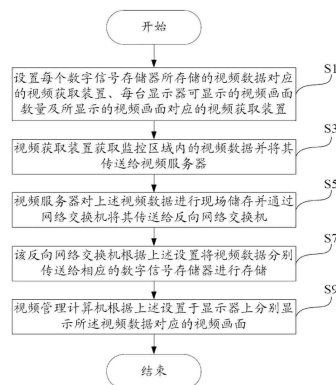 开始
设置每个数字信号存储器所存储的视频数据对应
的视频获取装置、每台显示器可显示的视频画面
数量及所显示的视频画面对应的视频获取装置
S1
视频获取装置获取监控区域内的视频数据并将其
传送给视频服务器
S3
视频服务器对上述视频数据进行现场储存并通过
网络交换机将其传送给反向网络交换机
S5
该反向网络交换机根据上述设置将视频数据分别
传送给相应的数字信号存储器进行存储
S7
视频管理计算机根据上述设置于显示器上分别显
示所述视频数据对应的视频画面
S9
结束